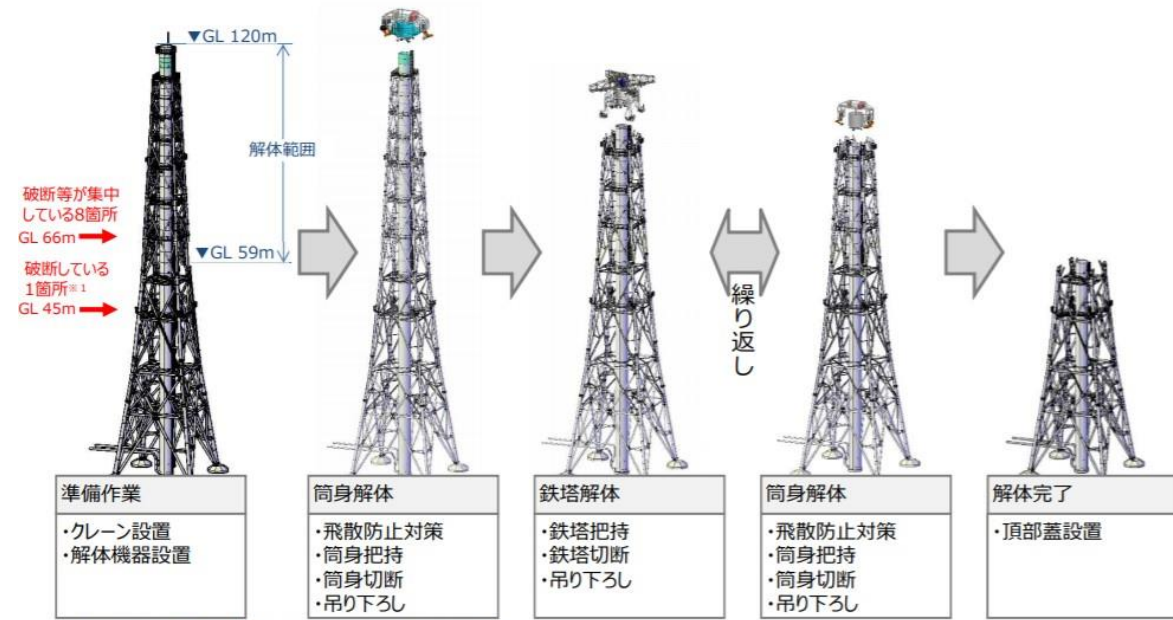 ▼GL 120m
解体範囲
破断等が集中
している8箇所
GL 66m
▼GL 59m
破断している
1箇所※1
GL 45m
繰り返し
準備作業
・クレーン設置
・解体機器設置
筒身解体
・飛散防止対策
・筒身把持
・筒身切断
・吊り下ろし
鉄塔解体
・鉄塔把持
・鉄塔切断
・吊り下ろし
筒身解体
・飛散防止対策
・筒身把持
・筒身切断
・吊り下ろし
解体完了
・頂部蓋設置